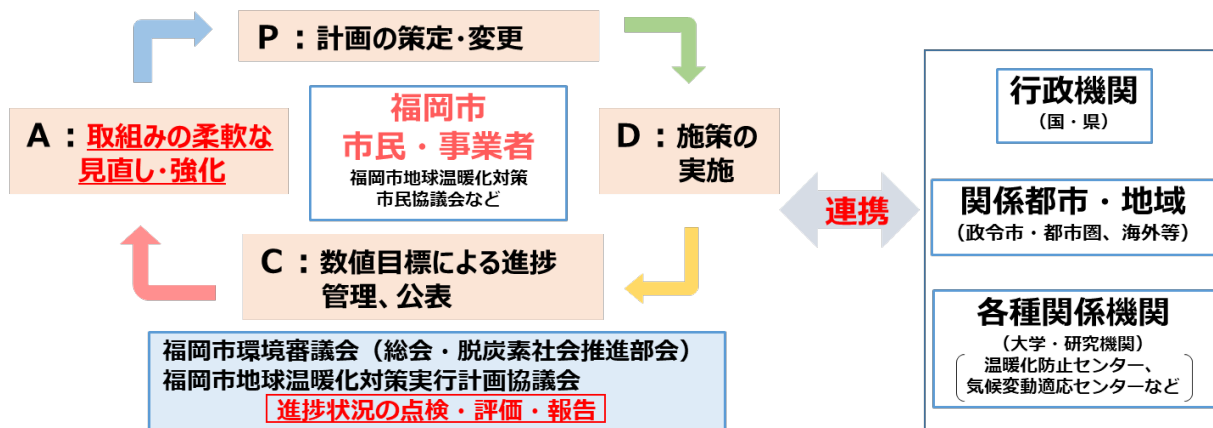 P：計画の策定・変更
福岡市
市民・事業者
福岡市地球温暖化対策
市民協議会など
A：取組みの柔軟な
見直し・強化
D：施策の
実施
C：数値目標による進捗
管理、公表
福岡市環境審議会（総会・脱炭素社会推進部会）
福岡市地球温暖化対策実行計画協議会
進捗状況の点検・評価・報告
連携
行政機関
（国・県）
関係都市・地域
（政令市・都市圏、海外等）
各種関係機関
（大学・研究機関）
温暖化防止センター、
気候変動適応センターなど